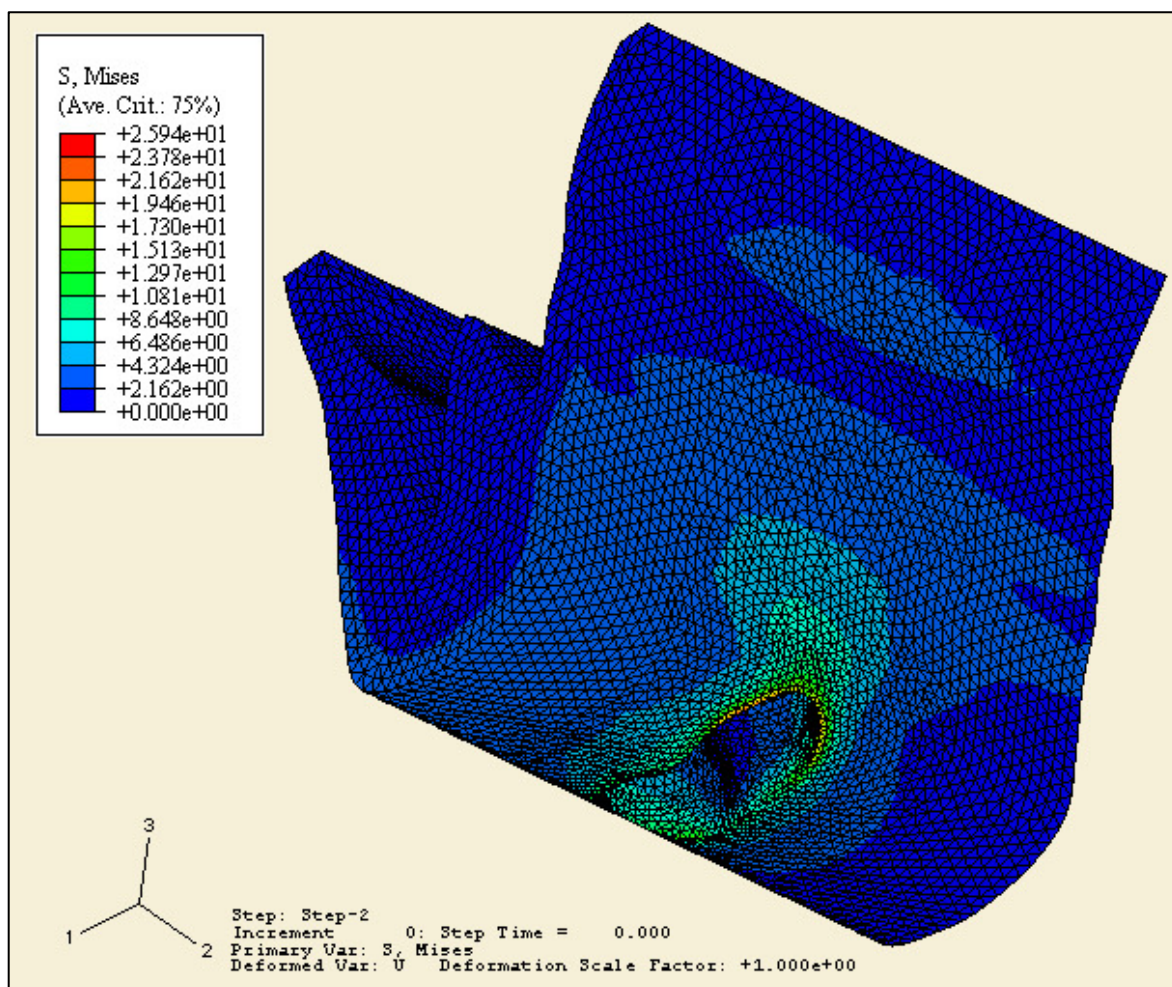 S, Mises
(Ave. Crit.: 75%)
+2.594e+01
+2.378e+01
+2.162e+01
+1.946e+01
+1.730e+01
+1.513e+01
+1.297e+01
+1.081e+01
+8.648e+00
+6.486e+00
+4.324e+00
+2.162e+00
+0.000e+00
3
1
2
Step: Step-2
Increment 0: Step Time = 0.000
Primary Var: S, Mises
Deformed Var: U Deformation Scale Factor: +1.000e+00